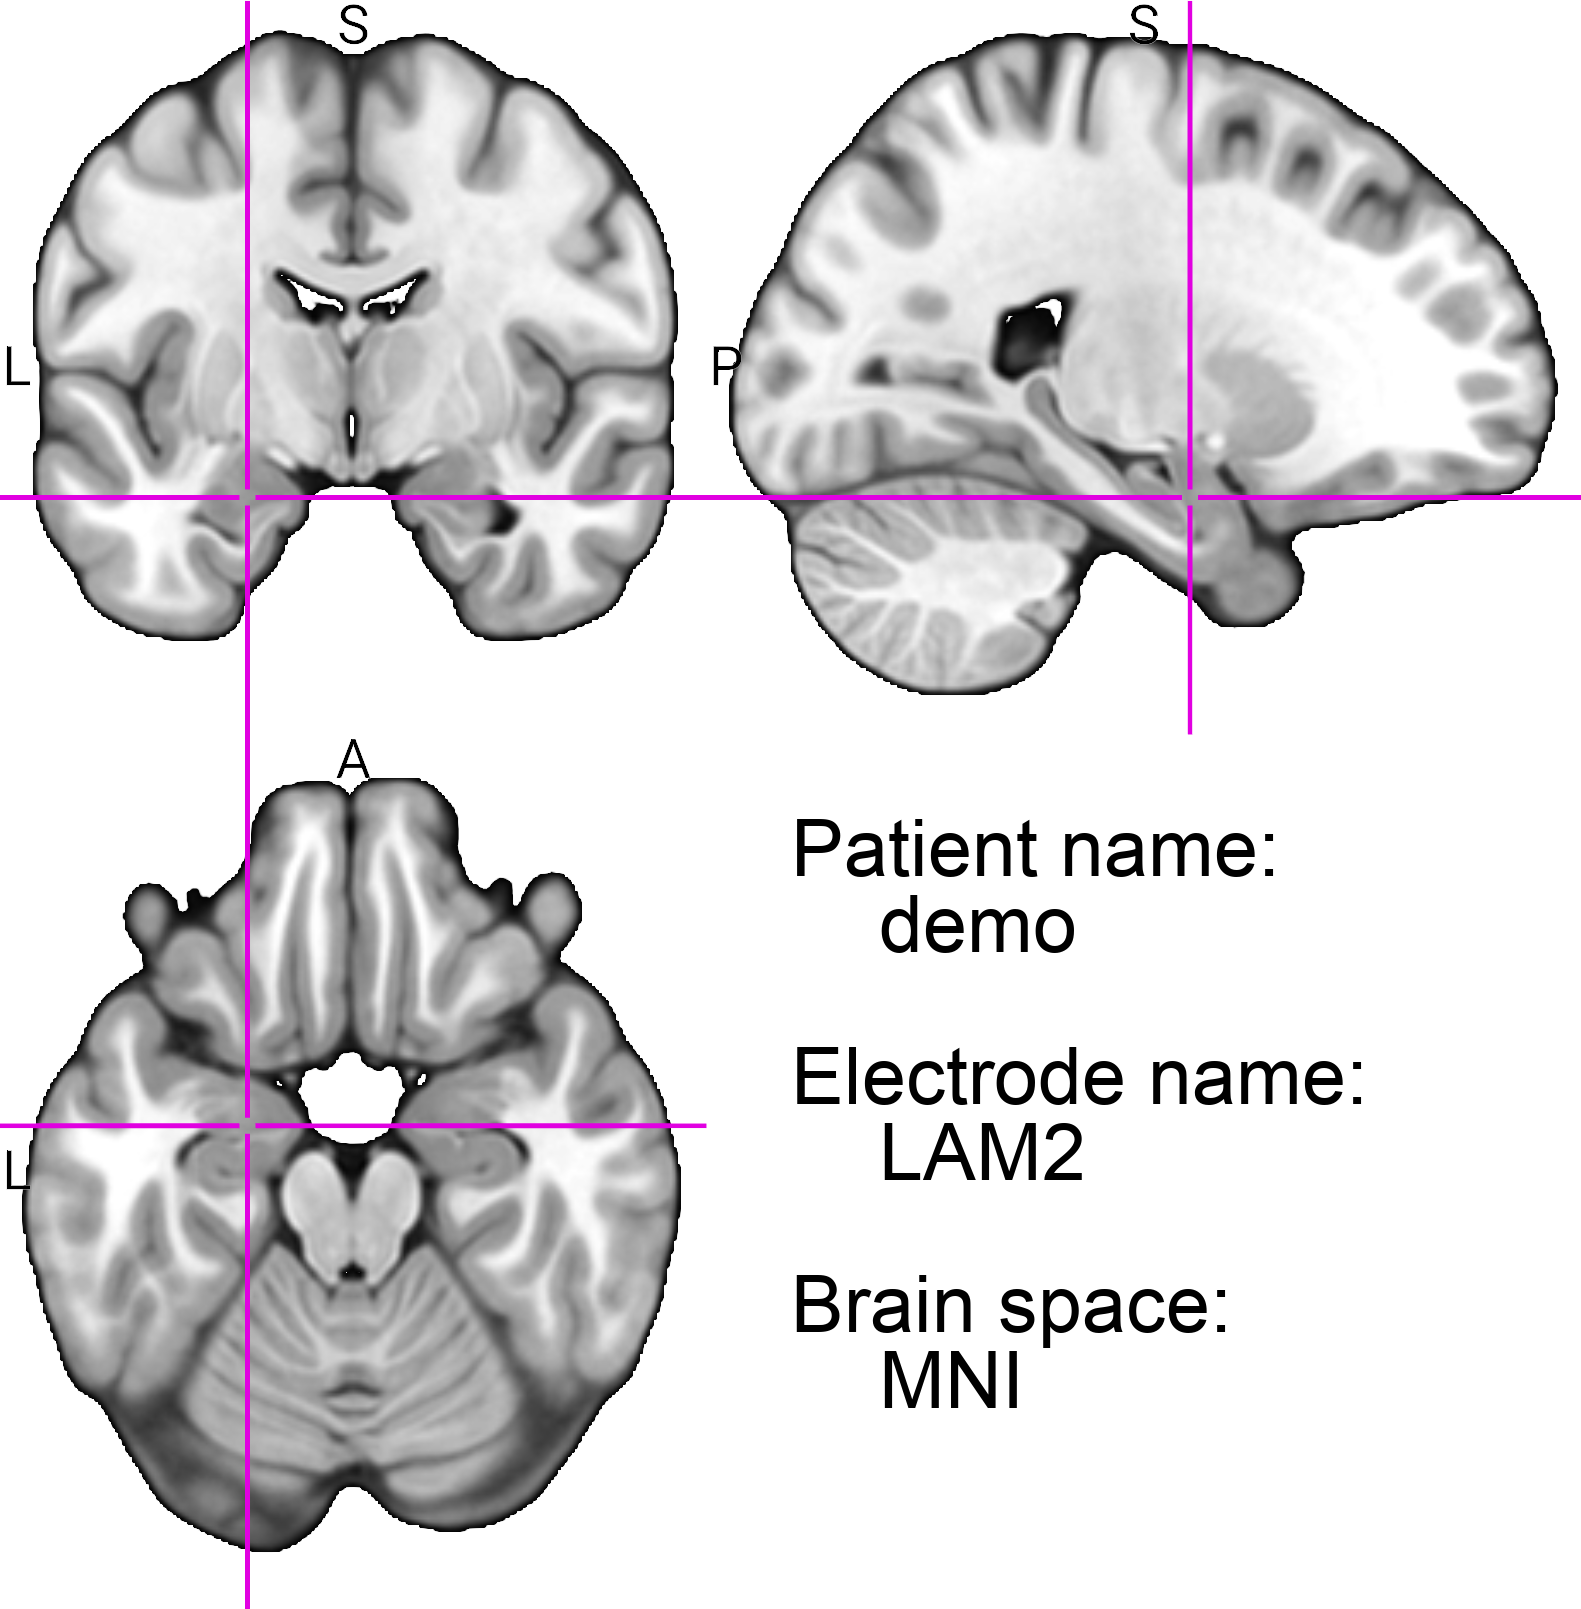 S
S
L
P
A
L
Patient name:
demo
Electrode name:
LAM2
Brain space:
MNI